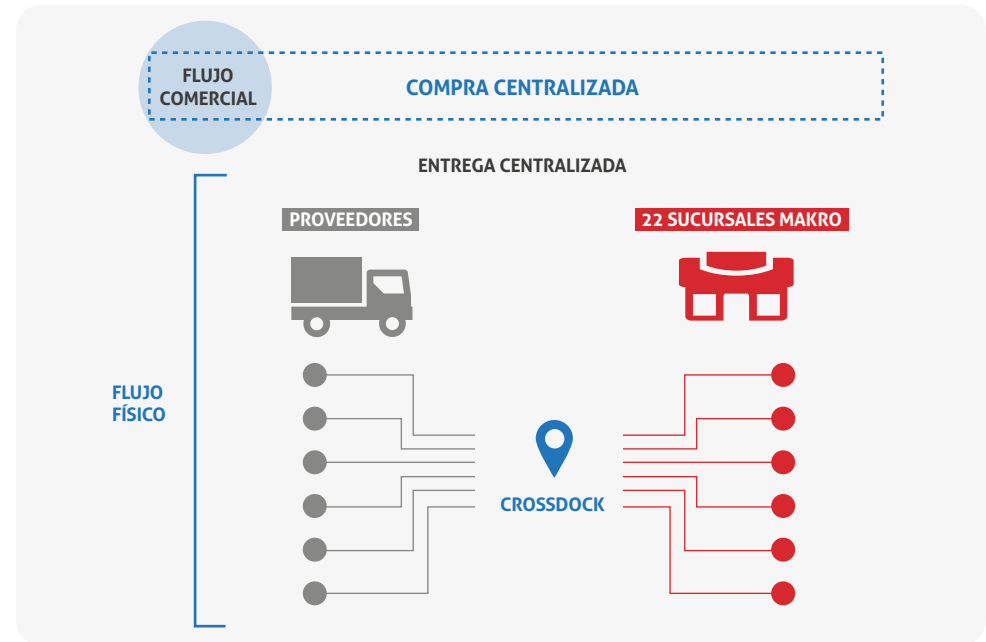 FLUJO
COMERCIAL
COMPRA CENTRALIZADA
ENTREGA CENTRALIZADA
PROVEEDORES
22 SUCURSALES MAKRO
FLUJO
FÍSICO
CROSSDOCK